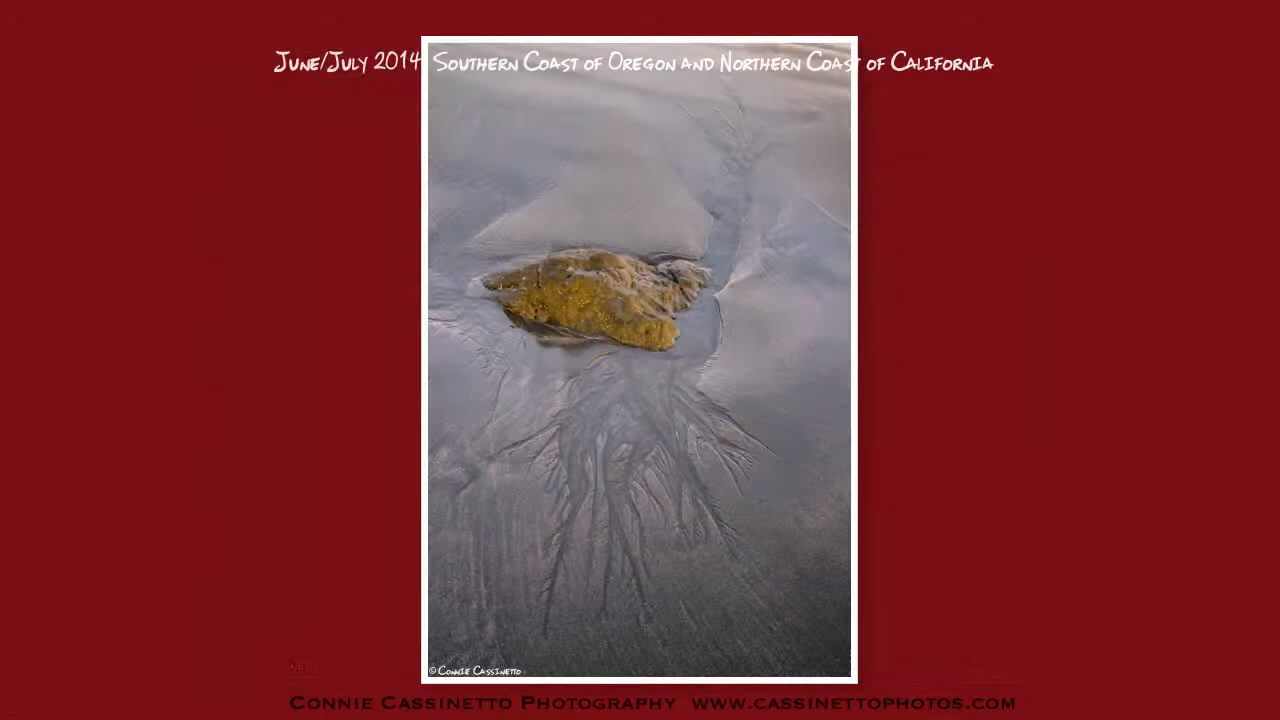 June/July 2014 Southern Coast of Oregon and Northern Coast of California
© Connie Cassinetto
Connie Cassinetto Photography www.cassinettophotos.com